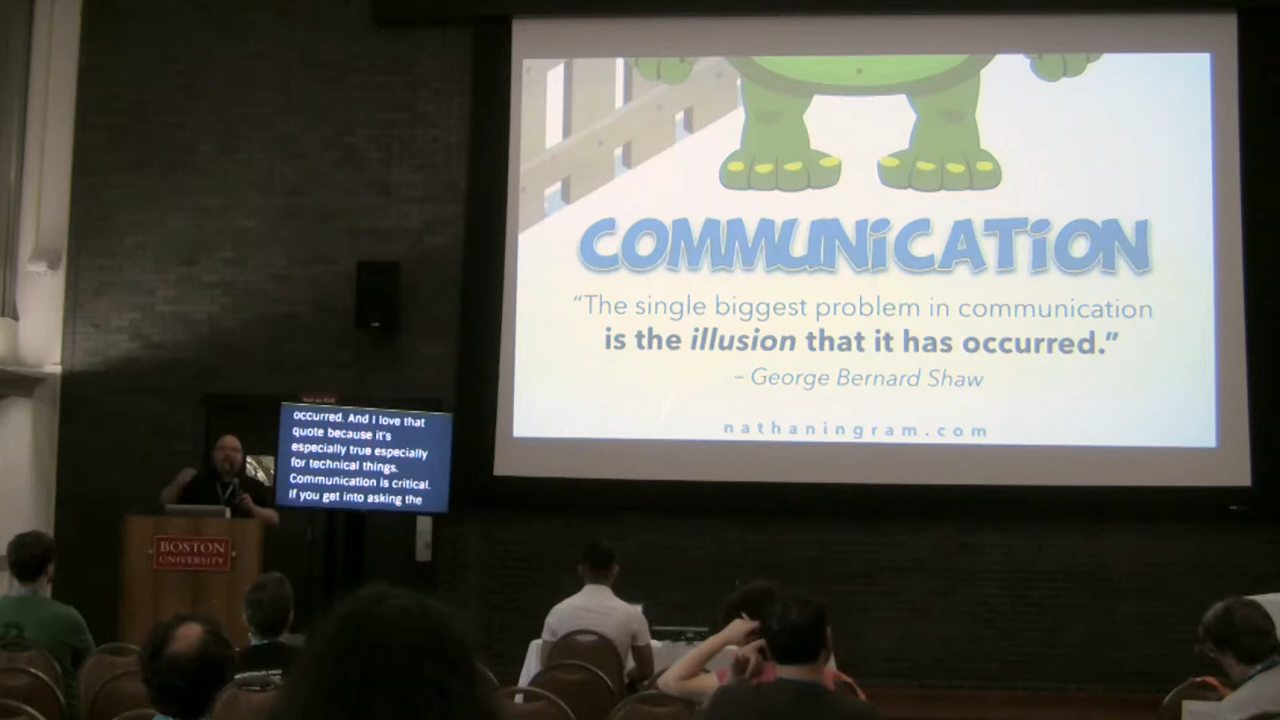 COMMUNiCATiON
“The single biggest problem in communication
is the illusion that it has occurred.”
– George Bernard Shaw
nathaningram.com
occurred. And I love that
quote because it's
especially true especially
for technical things.
Communication is critical.
If you get into asking the
BOSTON
UNIVERSITY